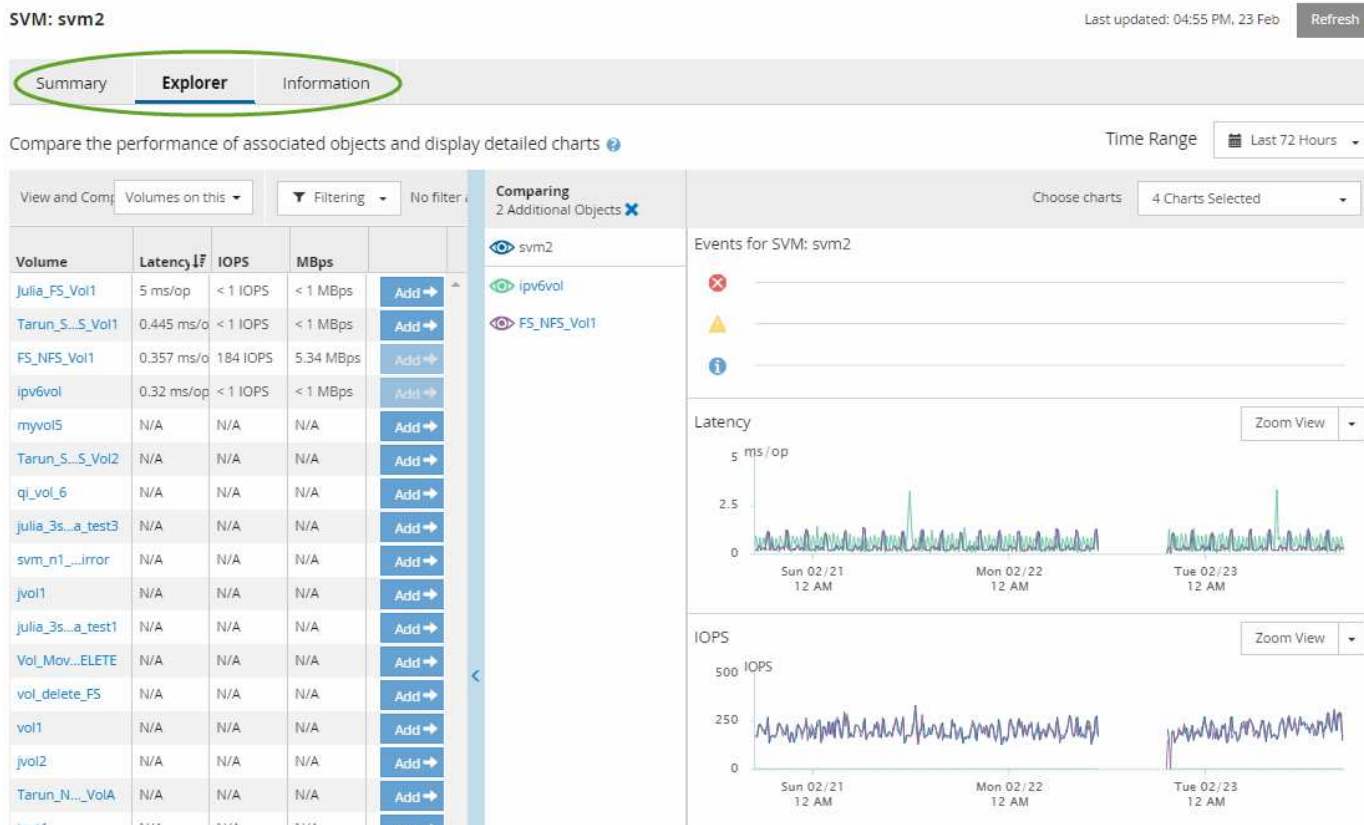 SVM: svm2
Last updated: 04:55 PM, 23 Feb Refresh
Summary Explorer Information
Compare the performance of associated objects and display detailed charts ?
Time Range Last 72 Hours
View and Comp Volumes on this Filtering No filter
Comparing
2 Additional Objects
Choose charts 4 Charts Selected
Volume Latency IOPS MBps
Julia_FS_Vol1 5 ms/op < 1 IOPS < 1 MBps Add
Tarun_S...S_Vol1 0.445 ms/o < 1 IOPS < 1 MBps Add
FS_NFS_Vol1 0.357 ms/o 184 IOPS 5.34 MBps Add
ipv6vol 0.32 ms/op < 1 IOPS < 1 MBps Add
myvol5 N/A N/A N/A Add
Tarun_S...S_Vol2 N/A N/A N/A Add
qi_vol_6 N/A N/A N/A Add
julia_3s...a_test3 N/A N/A N/A Add
svm_n1_...irror N/A N/A N/A Add
jvol1 N/A N/A N/A Add
julia_3s...a_test1 N/A N/A N/A Add
Vol_Mov...ELETE N/A N/A N/A Add
vol_delete_FS N/A N/A N/A Add
vol1 N/A N/A N/A Add
jvol2 N/A N/A N/A Add
Tarun_N..._VolA N/A N/A N/A Add
svm2
ipv6vol
FS_NFS_Vol1
Events for SVM: svm2
Latency Zoom View
5 ms/op
2.5
0
Sun 02/21 Mon 02/22 Tue 02/23
12 AM 12 AM 12 AM
IOPS Zoom View
500 IOPS
250
0
Sun 02/21 Mon 02/22 Tue 02/23
12 AM 12 AM 12 AM